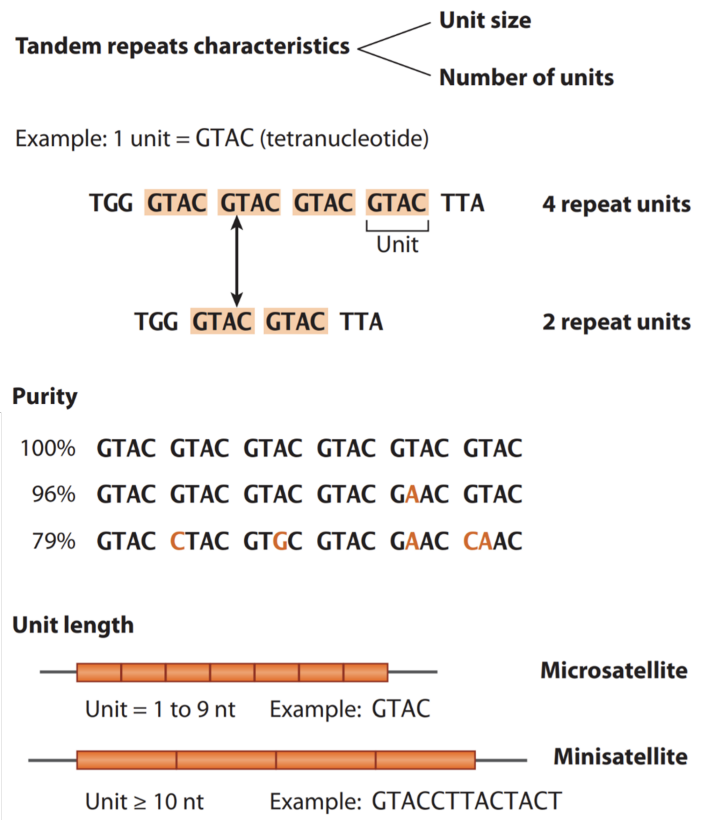 Unit size
Tandem repeats characteristics
Number of units
Example: 1 unit = GTAC (tetranucleotide)
TGG GTAC GTAC GTAC GTAC TTA 4 repeat units
Unit
TGG GTAC GTAC TTA 2 repeat units
Purity
100% GTAC GTAC GTAC GTAC GTAC GTAC
96% GTAC GTAC GTAC GTAC GAAC GTAC
79% GTAC CTAC GTGC GTAC GAAC CAAC
Unit length
Microsatellite
Unit = 1 to 9 nt Example: GTAC
Minisatellite
Unit ≥ 10 nt Example: GTACCTTACTACT